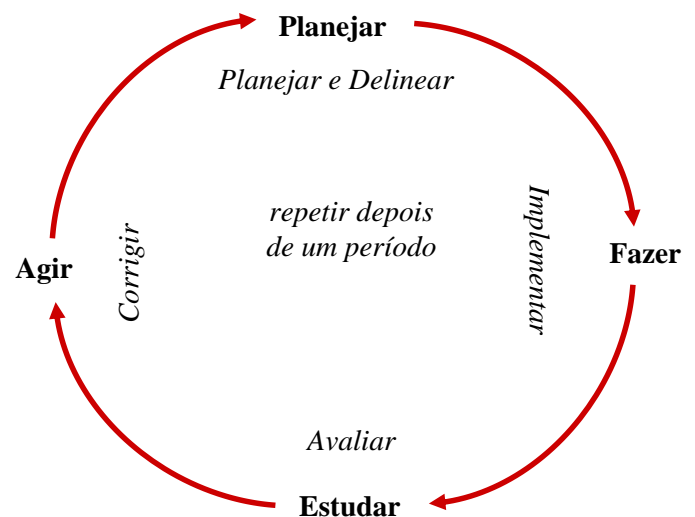 Planejar
Planejar e Delinear
repetir depois
de um período
Implementar
Fazer
Agir
Corrigir
Avaliar
Estudar